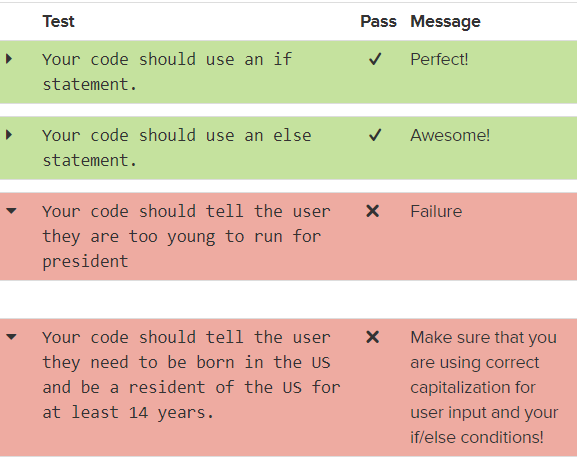 Test Pass Message
Your code should use an if ✓ Perfect!
statement.
Your code should use an else ✓ Awesome!
statement.
Your code should tell the user ✕ Failure
they are too young to run for
president
Your code should tell the user ✕ Make sure that you
they need to be born in the US are using correct
and be a resident of the US for capitalization for
at least 14 years. user input and your
if/else conditions!